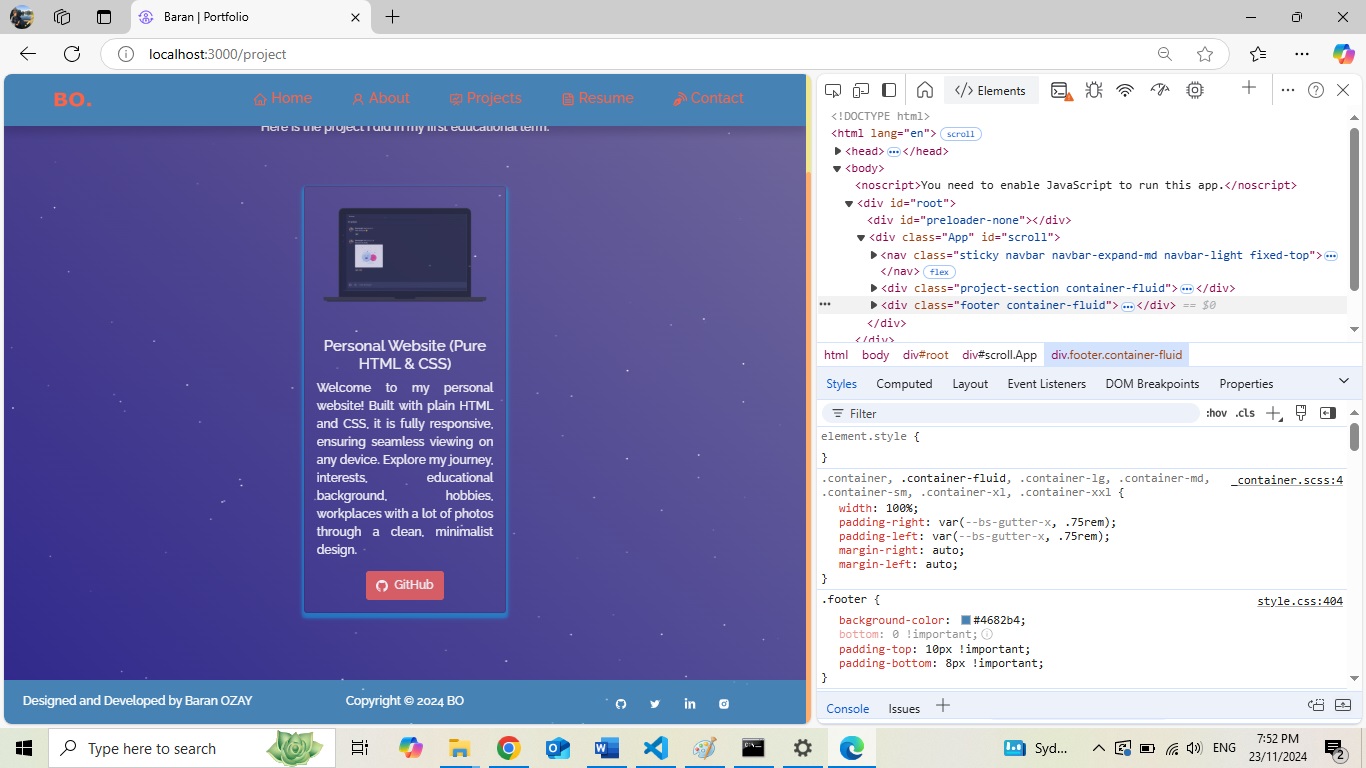 Baran | Portfolio
localhost:3000/project
BO.
Home
About
Projects
Resume
Contact
Here is the project I did in my first educational term.
Personal Website (Pure
HTML & CSS)
Welcome to my personal
website! Built with plain HTML
and CSS, it is fully responsive,
ensuring seamless viewing on
any device. Explore my journey,
interests, educational
background, hobbies,
workplaces with a lot of photos
through a clean, minimalist
design.
GitHub
Designed and Developed by Baran OZAY
Copyright © 2024 BO
Elements
<!DOCTYPE html>
<html lang="en"> scroll
<head> ••• </head>
<body>
<noscript>You need to enable JavaScript to run this app.</noscript>
<div id="root">
<div id="preloader-none"></div>
<div class="App" id="scroll">
<nav class="sticky navbar navbar-expand-md navbar-light fixed-top"> •••
</nav> flex
<div class="project-section container-fluid"> ••• </div>
<div class="footer container-fluid"> ••• </div> == $0
</div>
</div>
html body div#root div#scroll.App div.footer.container-fluid
Styles Computed Layout Event Listeners DOM Breakpoints Properties
Filter :hov .cls
element.style {
}
.container, .container-fluid, .container-lg, .container-md, _container.scss:4
.container-sm, .container-xl, .container-xxl {
width: 100%;
padding-right: var(--bs-gutter-x, .75rem);
padding-left: var(--bs-gutter-x, .75rem);
margin-right: auto;
margin-left: auto;
}
.footer { style.css:404
background-color: #4682b4;
bottom: 0 !important;
padding-top: 10px !important;
padding-bottom: 8px !important;
}
Console Issues
Type here to search
Syd...
ENG
7:52 PM
23/11/2024
2